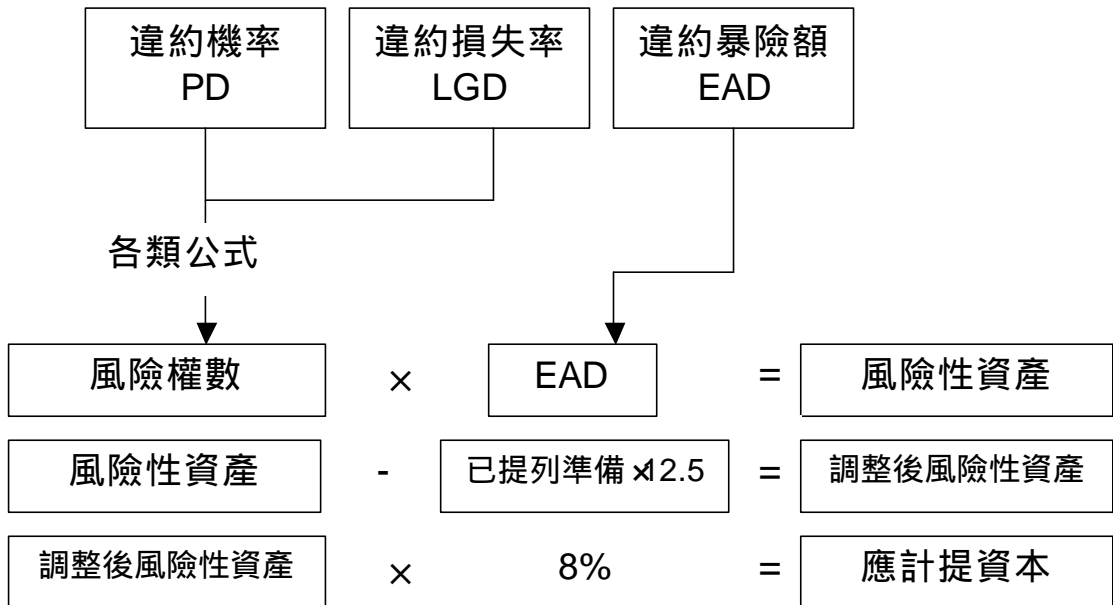 違約機率
PD
違約損失率
LGD
違約暴險額
EAD
各類公式
風險權數 × EAD = 風險性資產
風險性資產 - 已提列準備×12.5 = 調整後風險性資產
調整後風險性資產 × 8% = 應計提資本